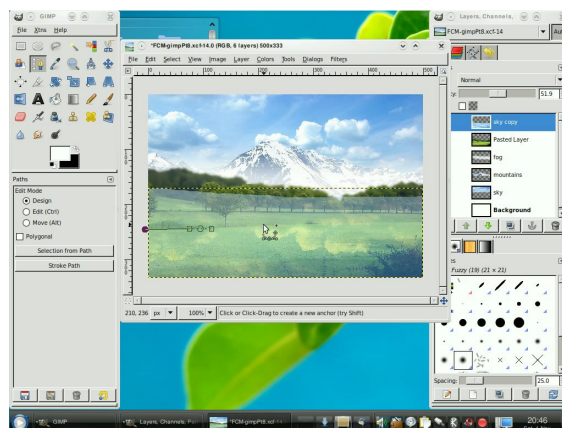 GIMP
File Xtns Help
Paths
Edit Mode
Design
Edit (Ctrl)
Move (Alt)
Polygonal
Selection from Path
Stroke Path
*FCM-gimpPt8.xcf-14.0 (RGB, 6 layers) 500x333
File Edit Select View Image Layer Colors Tools Dialogs Filters
210, 236 px 100% Click or Click-Drag to create a new anchor (try Shift)
Layers, Channels,
FCM-gimpPt8.xcf-14
Normal
51.9
sky copy
Pasted Layer
fog
mountains
sky
Background
Fuzzy (19) (21 × 21)
Spacing: 25.0
GIMP
Layers, Channels,
*FCM-gimpPt8.xcf-14
20:46